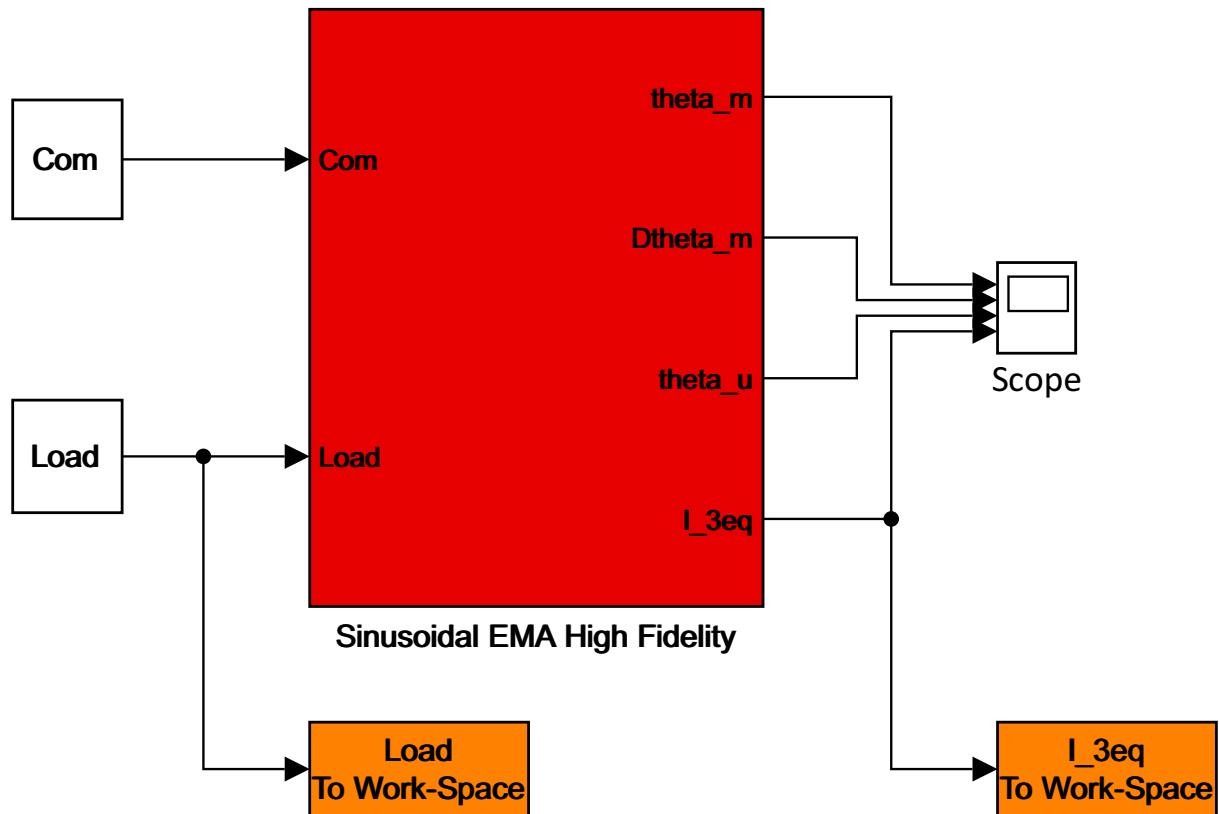 theta_m
Com
Com
Dtheta_m
theta_u
Scope
Load
Load
I_3eq
Sinusoidal EMA High Fidelity
Load
To Work-Space
I_3eq
To Work-Space